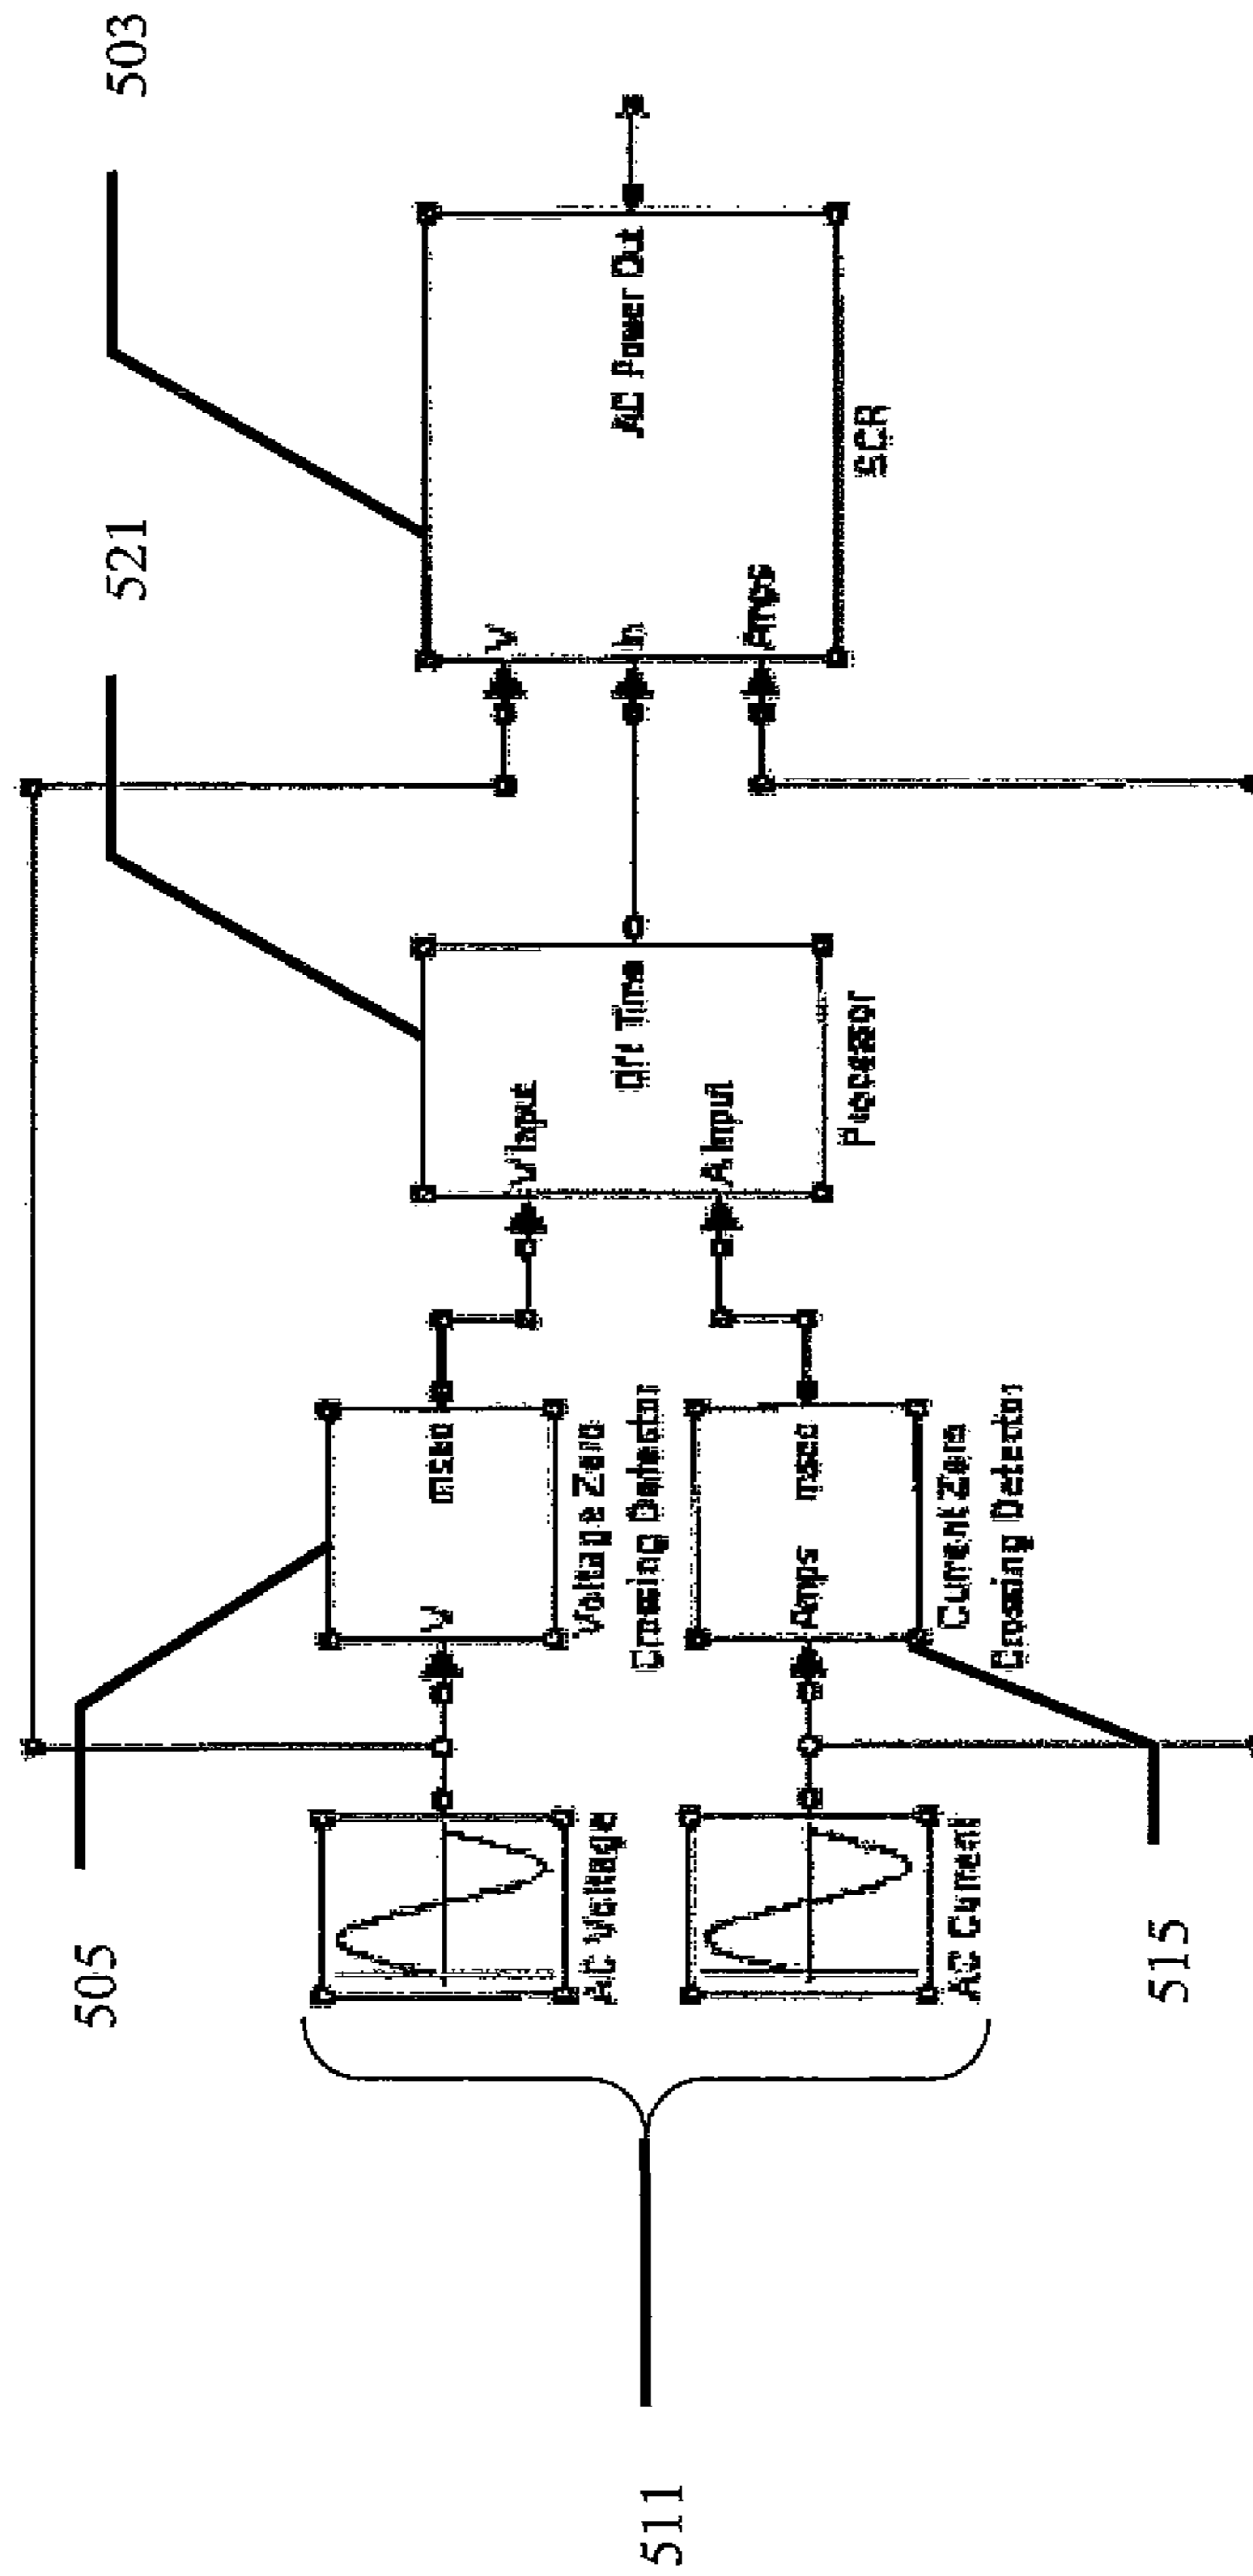 503
521
505
511
515
AC Voltage
V
msec
Voltage Zero
Crossing Detector
AC Current
Amps
msec
Current Zero
Crossing Detector
V Input
A Input
Off Time
Processor
V
In
Amps
AC Power Out
SCR